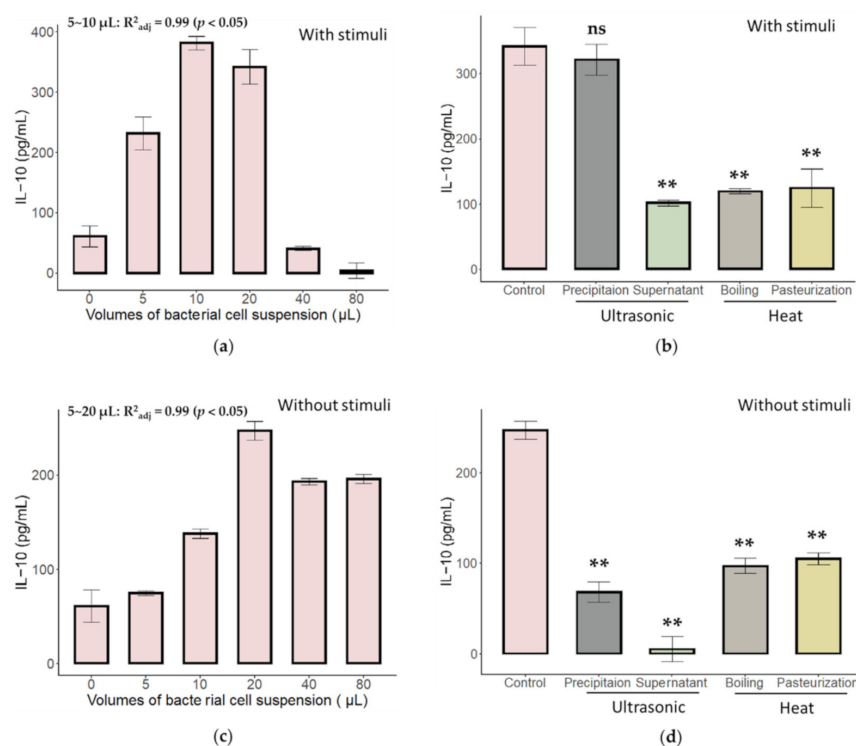 5~10 µL: R²adj = 0.99 (p < 0.05)
With stimuli
IL−10 (pg/mL)
400
300
200
100
0
0 5 10 20 40 80
Volumes of bacterial cell suspension (µL)
(a)
With stimuli
IL−10 (pg/mL)
300
200
100
0
ns
**
**
**
Control Precipitaion Supernatant Boiling Pasteurization
Ultrasonic Heat
(b)
5~20 µL: R²adj = 0.99 (p < 0.05)
Without stimuli
IL−10 (pg/mL)
200
100
0
0 5 10 20 40 80
Volumes of bacte rial cell suspension (µL)
(c)
Without stimuli
IL−10 (pg/mL)
200
100
0
**
**
**
**
Control Precipitaion Supernatant Boiling Pasteurization
Ultrasonic Heat
(d)